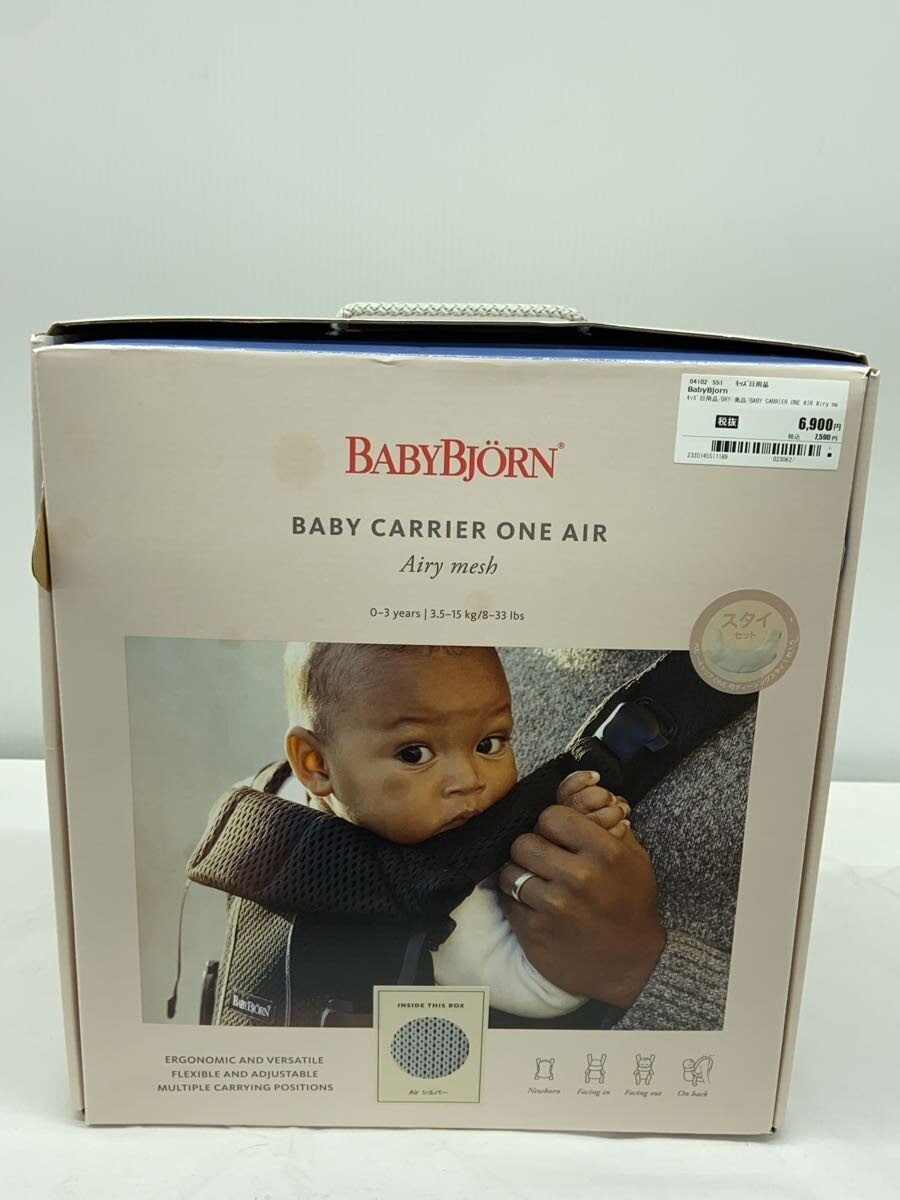 04102 551 ｷｯｽﾞ日用品
BabyBjorn
ｷｯｽﾞ日用品/GRY/美品/BABY CARRIER ONE AIR Airy me
税抜 6,900円
税込 7,590円
2335145511189 023062/
BABYBJÖRN®
BABY CARRIER ONE AIR
Airy mesh
0–3 years | 3.5–15 kg/8–33 lbs
スタイ
セット
BABYBJÖRN
INSIDE THIS BOX
Air シルバー
ERGONOMIC AND VERSATILE
FLEXIBLE AND ADJUSTABLE
MULTIPLE CARRYING POSITIONS
Newborn Facing in Facing out On back